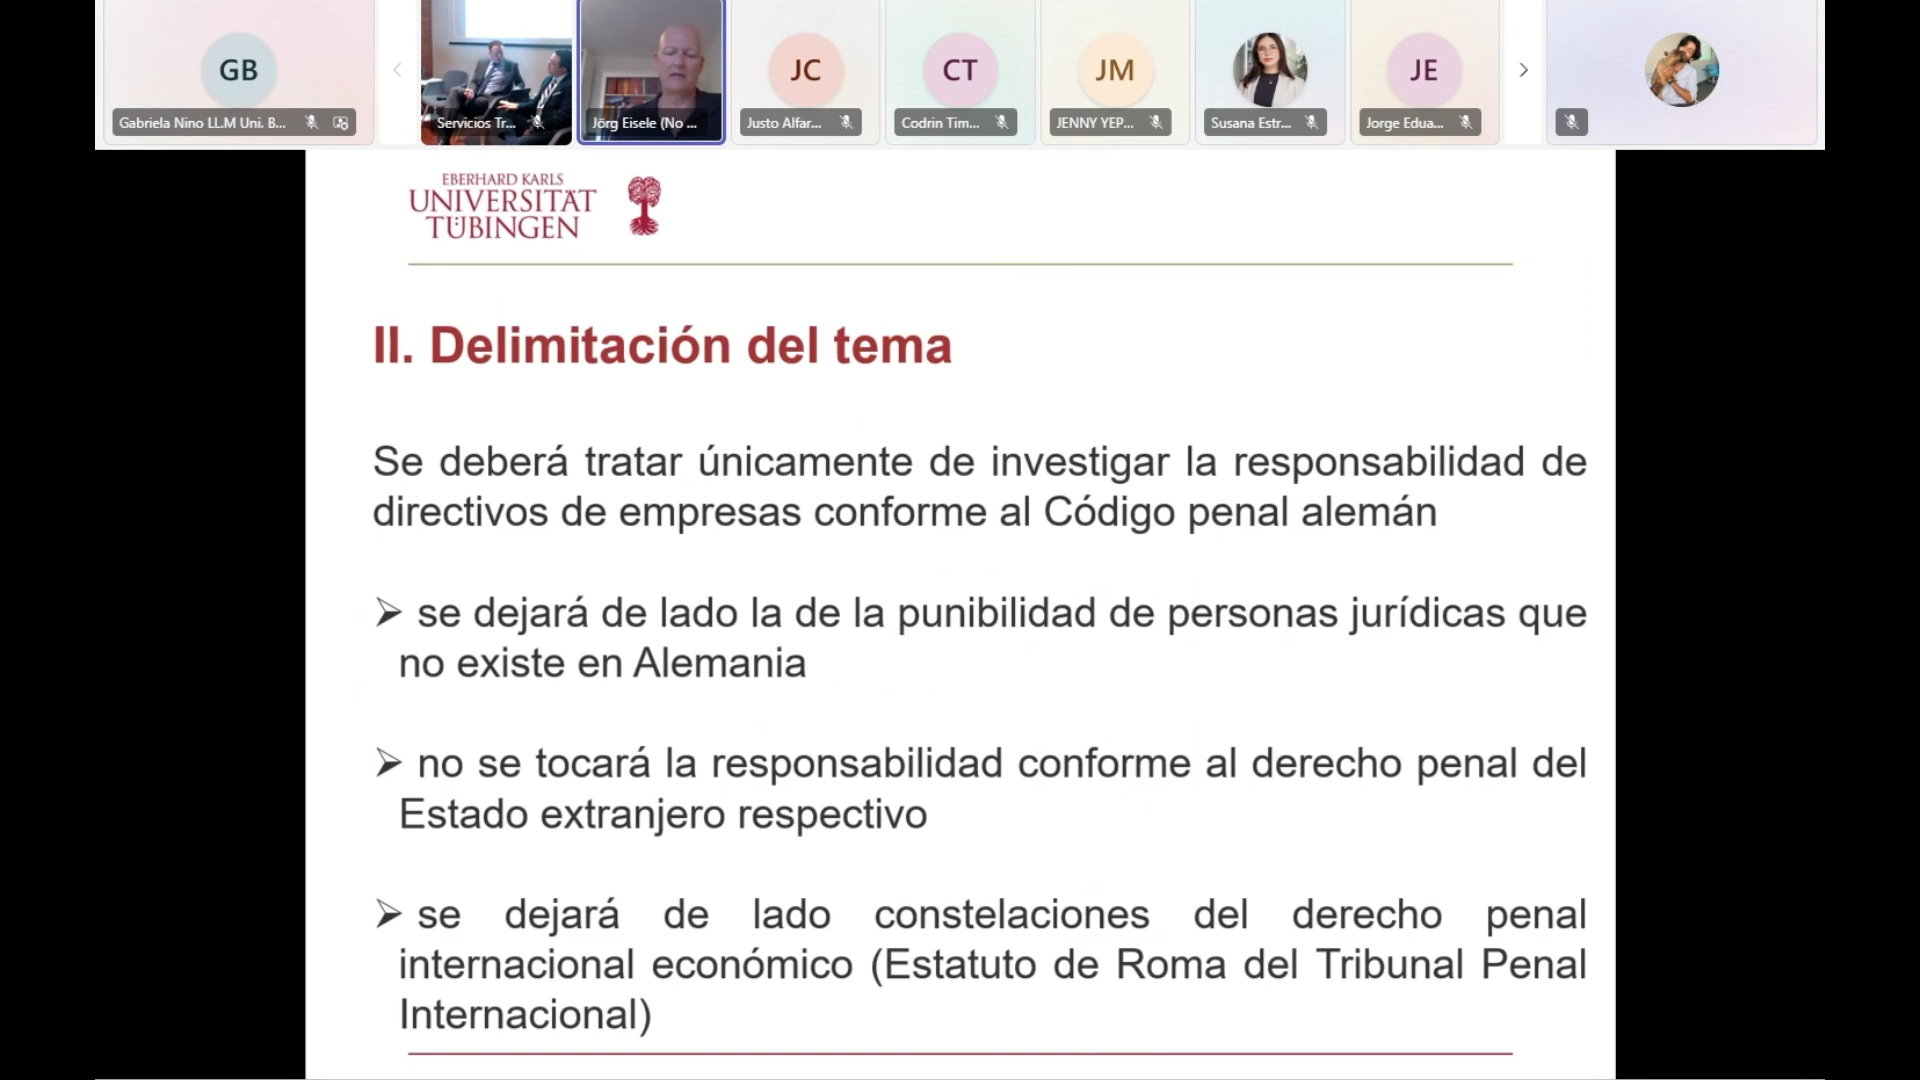 GB
Gabriela Nino LL.M Uni. B...
Servicios Tr...
Jörg Eisele (No ...
JC
Justo Alfar...
CT
Codrin Tim...
JM
JENNY YEP...
Susana Estr...
JE
Jorge Edua...
EBERHARD KARLS
UNIVERSITÄT
TÜBINGEN
II. Delimitación del tema
Se deberá tratar únicamente de investigar la responsabilidad de
directivos de empresas conforme al Código penal alemán
➢ se dejará de lado la de la punibilidad de personas jurídicas que
no existe en Alemania
➢ no se tocará la responsabilidad conforme al derecho penal del
Estado extranjero respectivo
➢ se dejará de lado constelaciones del derecho penal
internacional económico (Estatuto de Roma del Tribunal Penal
Internacional)